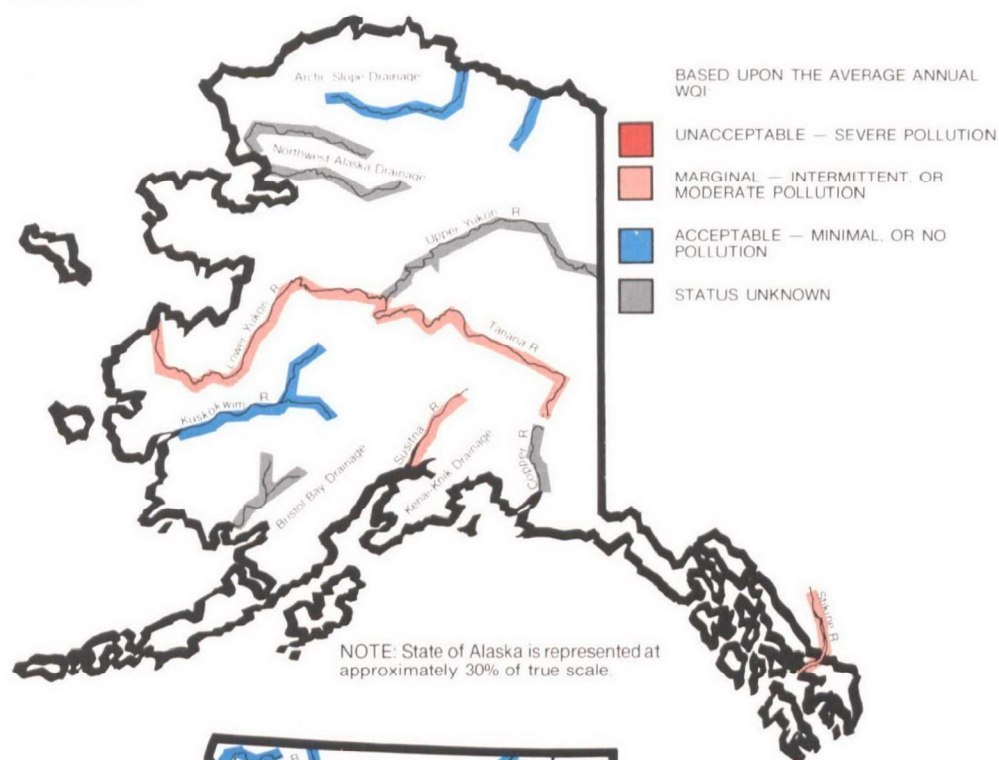 Arctic Slope Drainage
Northwest Alaska Drainage
Upper Yukon R
Lower Yukon R
Tanana R
Kuskokwim R
Susitna R
Copper R
Bristol Bay Drainage
Kenai-Knik Drainage
Stikine R
BASED UPON THE AVERAGE ANNUAL
WQI
UNACCEPTABLE — SEVERE POLLUTION
MARGINAL — INTERMITTENT, OR
MODERATE POLLUTION
ACCEPTABLE — MINIMAL, OR NO
POLLUTION
STATUS UNKNOWN
NOTE: State of Alaska is represented at
approximately 30% of true scale.
R